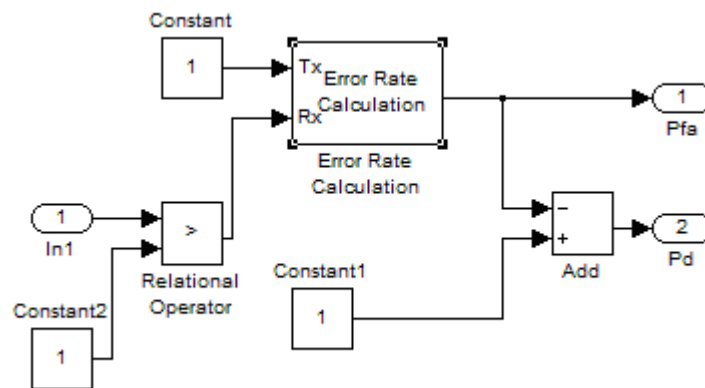 Constant
1
Tx
Error Rate
Calculation
Rx
1
Pfa
Error Rate
Calculation
1
In1
>
Relational
Operator
−
+
Add
2
Pd
Constant1
1
Constant2
1